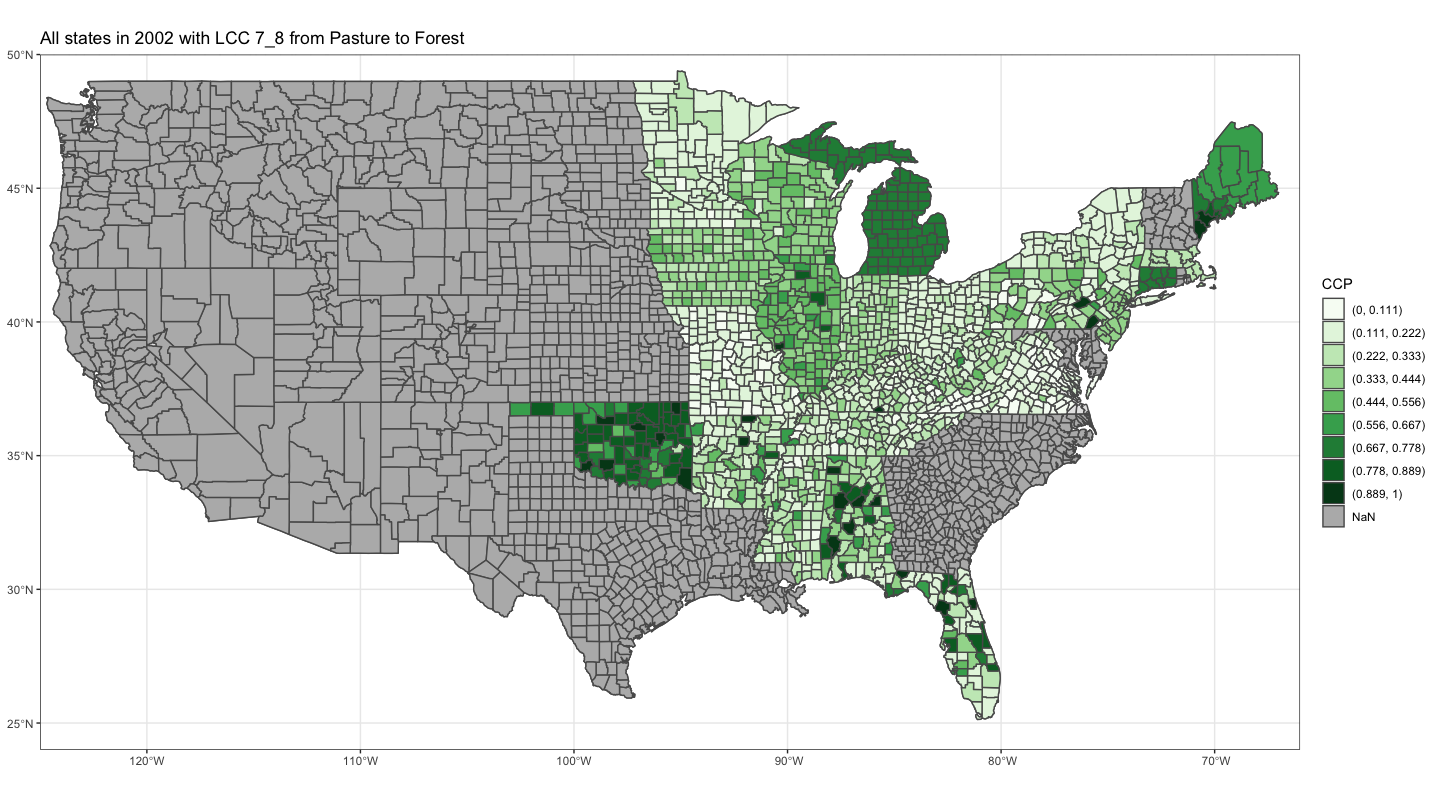 All states in 2002 with LCC 7_8 from Pasture to Forest
50°N
45°N
40°N
35°N
30°N
25°N
120°W
110°W
100°W
90°W
80°W
70°W
CCP
(0, 0.111)
(0.111, 0.222)
(0.222, 0.333)
(0.333, 0.444)
(0.444, 0.556)
(0.556, 0.667)
(0.667, 0.778)
(0.778, 0.889)
(0.889, 1)
NaN